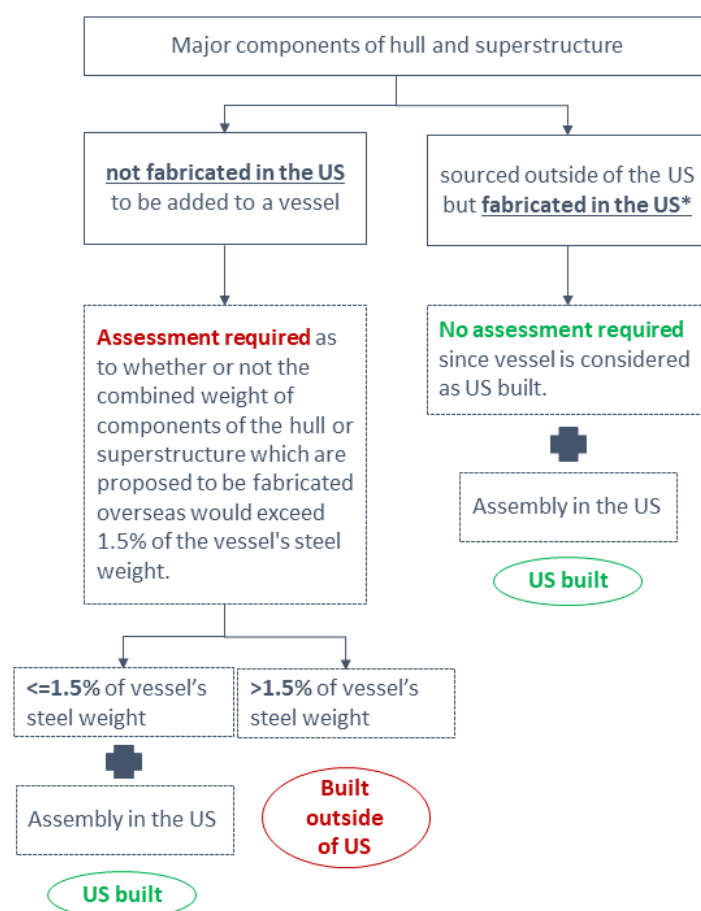 Major components of hull and superstructure
not fabricated in the US
to be added to a vessel
sourced outside of the US
but fabricated in the US*
Assessment required as
to whether or not the
combined weight of
components of the hull or
superstructure which are
proposed to be fabricated
overseas would exceed
1.5% of the vessel's steel
weight.
No assessment required
since vessel is considered
as US built.
Assembly in the US
US built
<=1.5% of vessel’s
steel weight
>1.5% of vessel’s
steel weight
Assembly in the US
US built
Built
outside
of US